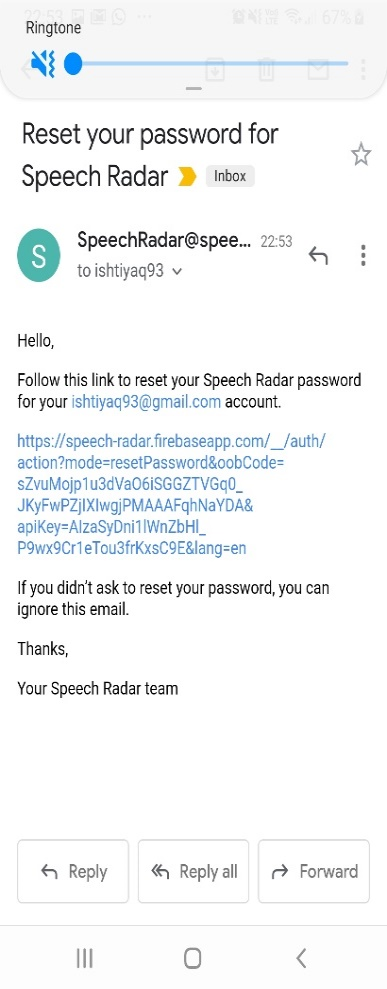 Ringtone
22:53
67%
Reset your password for
Speech Radar
Inbox
S
SpeechRadar@spee... 22:53
to ishtiyaq93
Hello,
Follow this link to reset your Speech Radar password
for your ishtiyaq93@gmail.com account.
https://speech-radar.firebaseapp.com/__/auth/
action?mode=resetPassword&oobCode=
sZvuMojp1u3dVaO6iSGGZTVGq0_
JKyFwPZjIXIwgjPMAAAFqhNaYDA&
apiKey=AIzaSyDni1lWnZbHl_
P9wx9Cr1eTou3frKxsC9E&lang=en
If you didn't ask to reset your password, you can
ignore this email.
Thanks,
Your Speech Radar team
Reply
Reply all
Forward